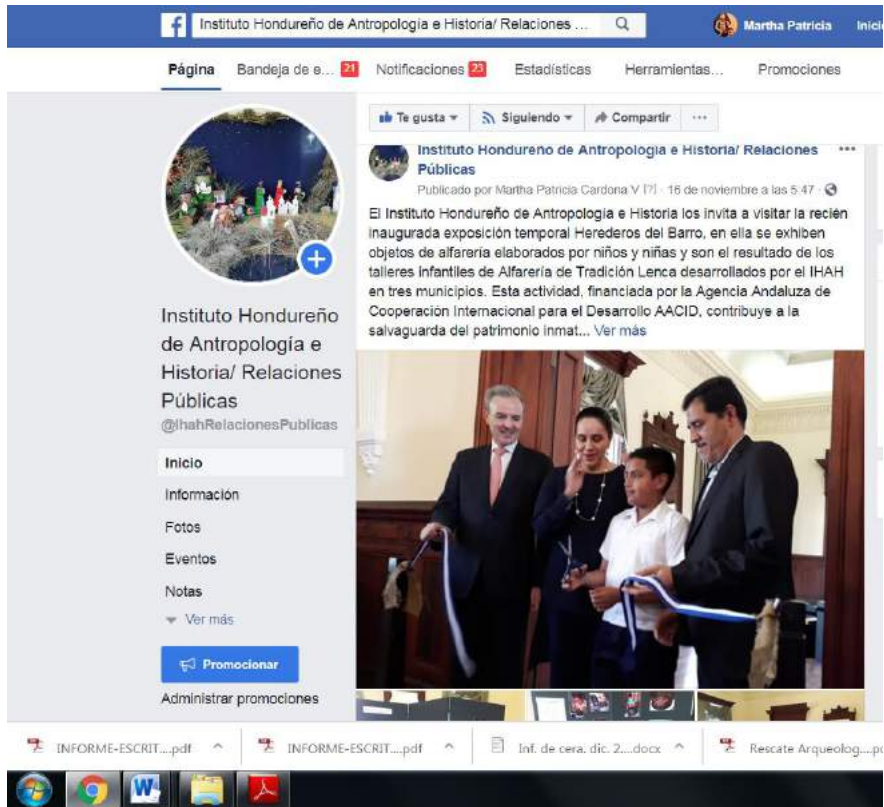 Instituto Hondureño de Antropología e Historia/ Relaciones ...
Martha Patricia
Inici
Página
Bandeja de e... 21
Notificaciones 23
Estadísticas
Herramientas...
Promociones
Te gusta
Siguiendo
Compartir
...
Instituto Hondureño de Antropología e Historia/ Relaciones
Públicas
Publicado por Martha Patricia Cardona V [?] · 16 de noviembre a las 5:47 ·
El Instituto Hondureño de Antropología e Historia los invita a visitar la recién
inaugurada exposición temporal Herederos del Barro, en ella se exhiben
objetos de alfarería elaborados por niños y niñas y son el resultado de los
talleres infantiles de Alfarería de Tradición Lenca desarrollados por el IHAH
en tres municipios. Esta actividad, financiada por la Agencia Andaluza de
Cooperación Internacional para el Desarrollo AACID, contribuye a la
salvaguarda del patrimonio inmat... Ver más
Instituto Hondureño
de Antropología e
Historia/ Relaciones
Públicas
@IhahRelacionesPublicas
Inicio
Información
Fotos
Eventos
Notas
Ver más
Promocionar
Administrar promociones
INFORME-ESCRIT....pdf
INFORME-ESCRIT....pdf
Inf. de cera. dic. 2....docx
Rescate Arqueolog....pd